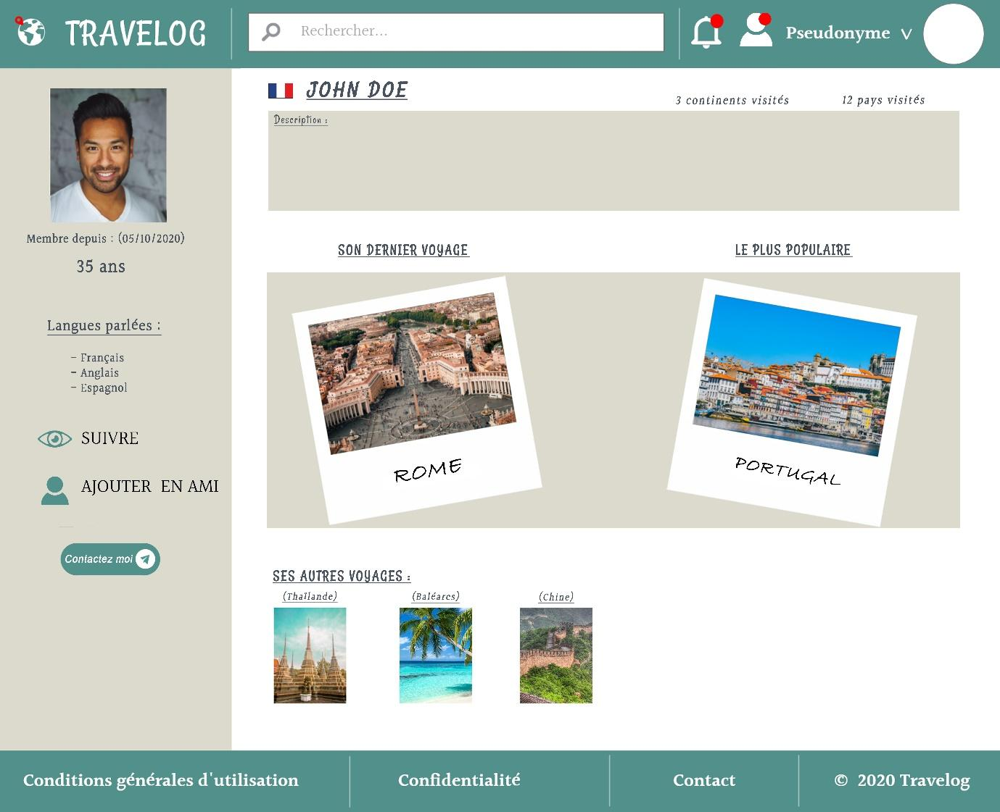 TRAVELOG
Rechercher...
Pseudonyme
Membre depuis : (05/10/2020)
35 ans
Langues parlées :
- Français
- Anglais
- Espagnol
SUIVRE
AJOUTER EN AMI
Contactez moi
JOHN DOE
3 continents visités
12 pays visités
Description :
SON DERNIER VOYAGE
LE PLUS POPULAIRE
ROME
PORTUGAL
SES AUTRES VOYAGES :
(Thaïlande)
(Baléares)
(Chine)
Conditions générales d'utilisation
Confidentialité
Contact
© 2020 Travelog